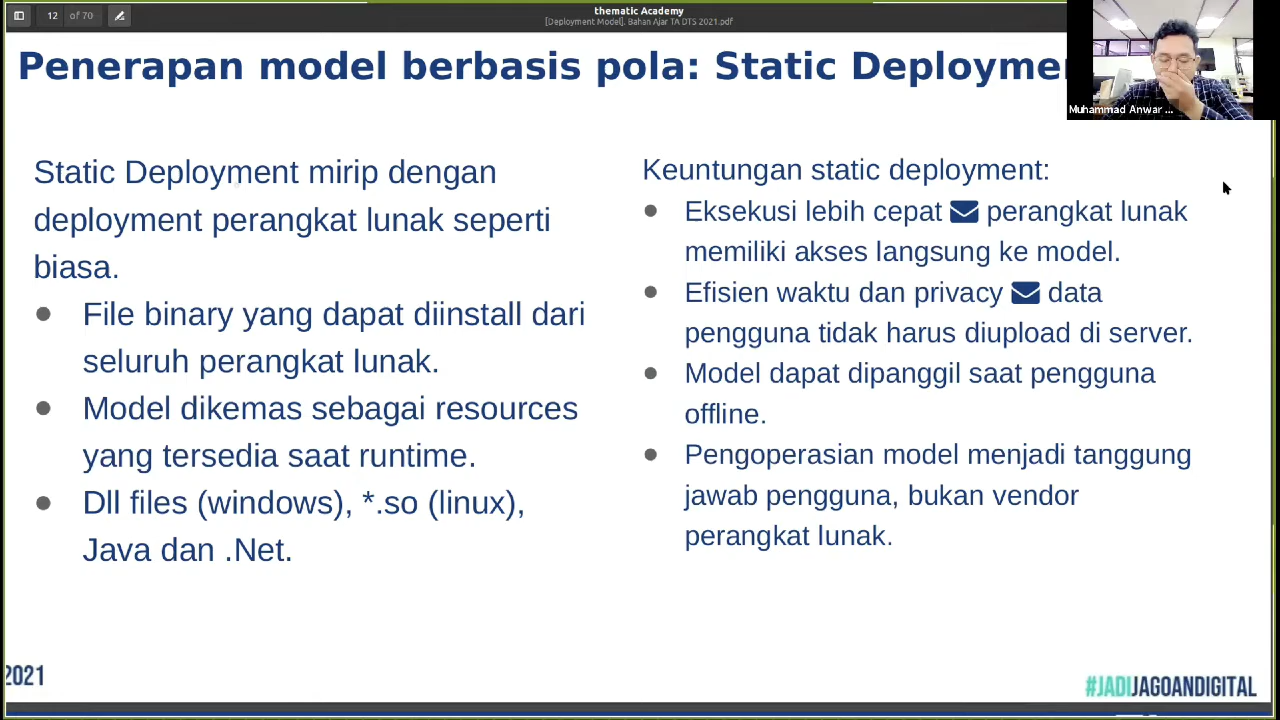 12 of 70
thematic Academy
[Deployment Model]. Bahan Ajar TA DTS 2021.pdf
Penerapan model berbasis pola: Static
Muhammad Anwar ...
Static Deployment mirip dengan
deployment perangkat lunak seperti
biasa.
File binary yang dapat diinstall dari
seluruh perangkat lunak.
Model dikemas sebagai resources
yang tersedia saat runtime.
Dll files (windows), *.so (linux),
Java dan .Net.
Keuntungan static deployment:
Eksekusi lebih cepat perangkat lunak
memiliki akses langsung ke model.
Efisien waktu dan privacy data
pengguna tidak harus diupload di server.
Model dapat dipanggil saat pengguna
offline.
Pengoperasian model menjadi tanggung
jawab pengguna, bukan vendor
perangkat lunak.
2021
#JADIJAGOANDIGITAL